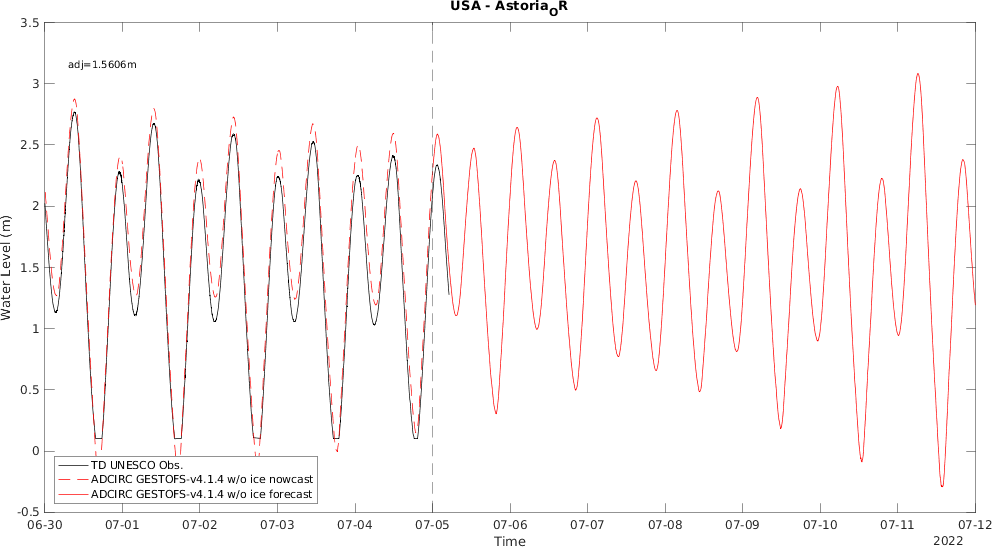 USA - Astoria_OR
adj=1.5606m
3.5
3
2.5
2
1.5
1
0.5
0
-0.5
Water Level (m)
TD UNESCO Obs.
ADCIRC GESTOFS-v4.1.4 w/o ice nowcast
ADCIRC GESTOFS-v4.1.4 w/o ice forecast
06-30 07-01 07-02 07-03 07-04 07-05 07-06 07-07 07-08 07-09 07-10 07-11 07-12
Time
2022